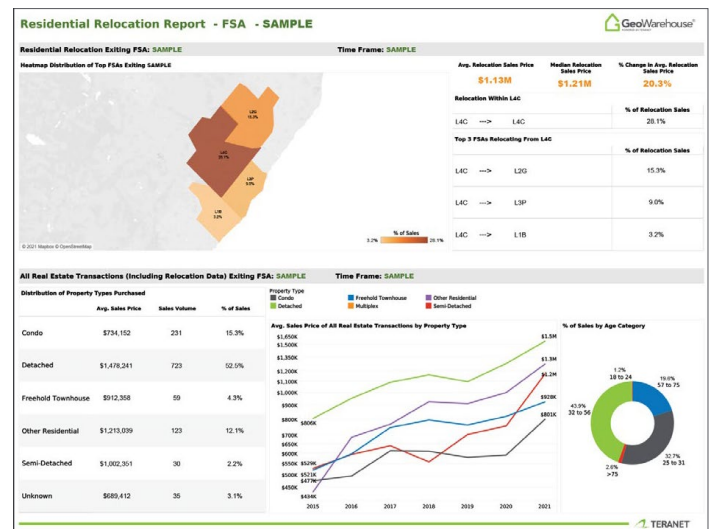 Residential Relocation Report - FSA - SAMPLE
GeoWarehouse®
Residential Relocation Exiting FSA: SAMPLE
Time Frame: SAMPLE
Heatmap Distribution of Top FSAs Exiting SAMPLE
L2G
15.3%
L4C
28.1%
L3P
9.0%
L1B
3.2%
% of Sales
3.2%
28.1%
© 2021 Mapbox © OpenStreetMap
Avg. Relocation Sales Price
Median Relocation Sales Price
% Change in Avg. Relocation Sales Price
$1.13M
$1.21M
20.3%
Relocation Within L4C
% of Relocation Sales
L4C ---> L4C 28.1%
Top 3 FSAs Relocating From L4C
% of Relocation Sales
L4C ---> L2G 15.3%
L4C ---> L3P 9.0%
L4C ---> L1B 3.2%
All Real Estate Transactions (Including Relocation Data) Exiting FSA: SAMPLE
Time Frame: SAMPLE
Distribution of Property Types Purchased
Avg. Sales Price Sales Volume % of Sales
Condo $734,152 231 15.3%
Detached $1,478,241 723 52.5%
Freehold Townhouse $912,358 59 4.3%
Other Residential $1,213,039 123 12.1%
Semi-Detached $1,002,351 30 2.2%
Unknown $689,412 35 3.1%
Property Type
Condo
Freehold Townhouse
Other Residential
Detached
Multiplex
Semi-Detached
Avg. Sales Price of All Real Estate Transactions by Property Type
$1,650K
$1,500K
$1,350K
$1,200K
$1,100K
$1,000K
$900K
$800K
$700K
$650K
$600K
$550K
$500K
$450K
$806K
$529K
$521K
$477K
$434K
$1.5M
$1.3M
$1.2M
$928K
$801K
2015 2016 2017 2018 2019 2020 2021
% of Sales by Age Category
1.2%
18 to 24
19.6%
57 to 75
43.9%
32 to 56
32.7%
25 to 31
2.6%
>75
TERANET